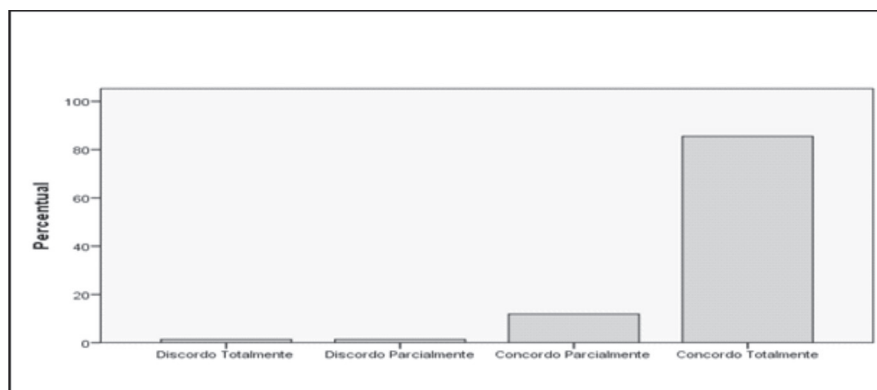 Percentual
100
80
60
40
20
0
Discordo Totalmente
Discordo Parcialmente
Concordo Parcialmente
Concordo Totalmente